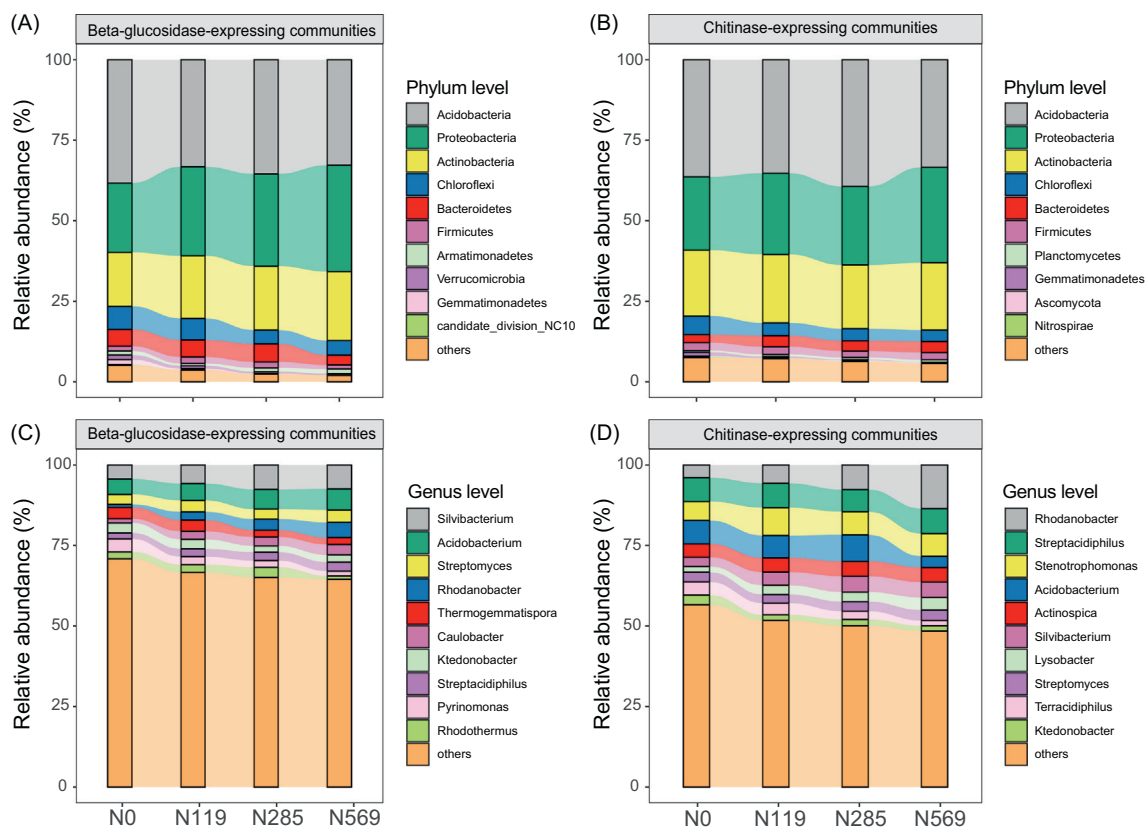 (A)
Beta-glucosidase-expressing communities
Relative abundance (%)
100
75
50
25
0
Phylum level
Acidobacteria
Proteobacteria
Actinobacteria
Chloroflexi
Bacteroidetes
Firmicutes
Armatimonadetes
Verrucomicrobia
Gemmatimonadetes
candidate_division_NC10
others
(B)
Chitinase-expressing communities
Relative abundance (%)
100
75
50
25
0
Phylum level
Acidobacteria
Proteobacteria
Actinobacteria
Chloroflexi
Bacteroidetes
Firmicutes
Planctomycetes
Gemmatimonadetes
Ascomycota
Nitrospirae
others
(C)
Beta-glucosidase-expressing communities
Relative abundance (%)
100
75
50
25
0
N0 N119 N285 N569
Genus level
Silvibacterium
Acidobacterium
Streptomyces
Rhodanobacter
Thermogemmatispora
Caulobacter
Ktedonobacter
Streptacidiphilus
Pyrinomonas
Rhodothermus
others
(D)
Chitinase-expressing communities
Relative abundance (%)
100
75
50
25
0
N0 N119 N285 N569
Genus level
Rhodanobacter
Streptacidiphilus
Stenotrophomonas
Acidobacterium
Actinospica
Silvibacterium
Lysobacter
Streptomyces
Terracidiphilus
Ktedonobacter
others